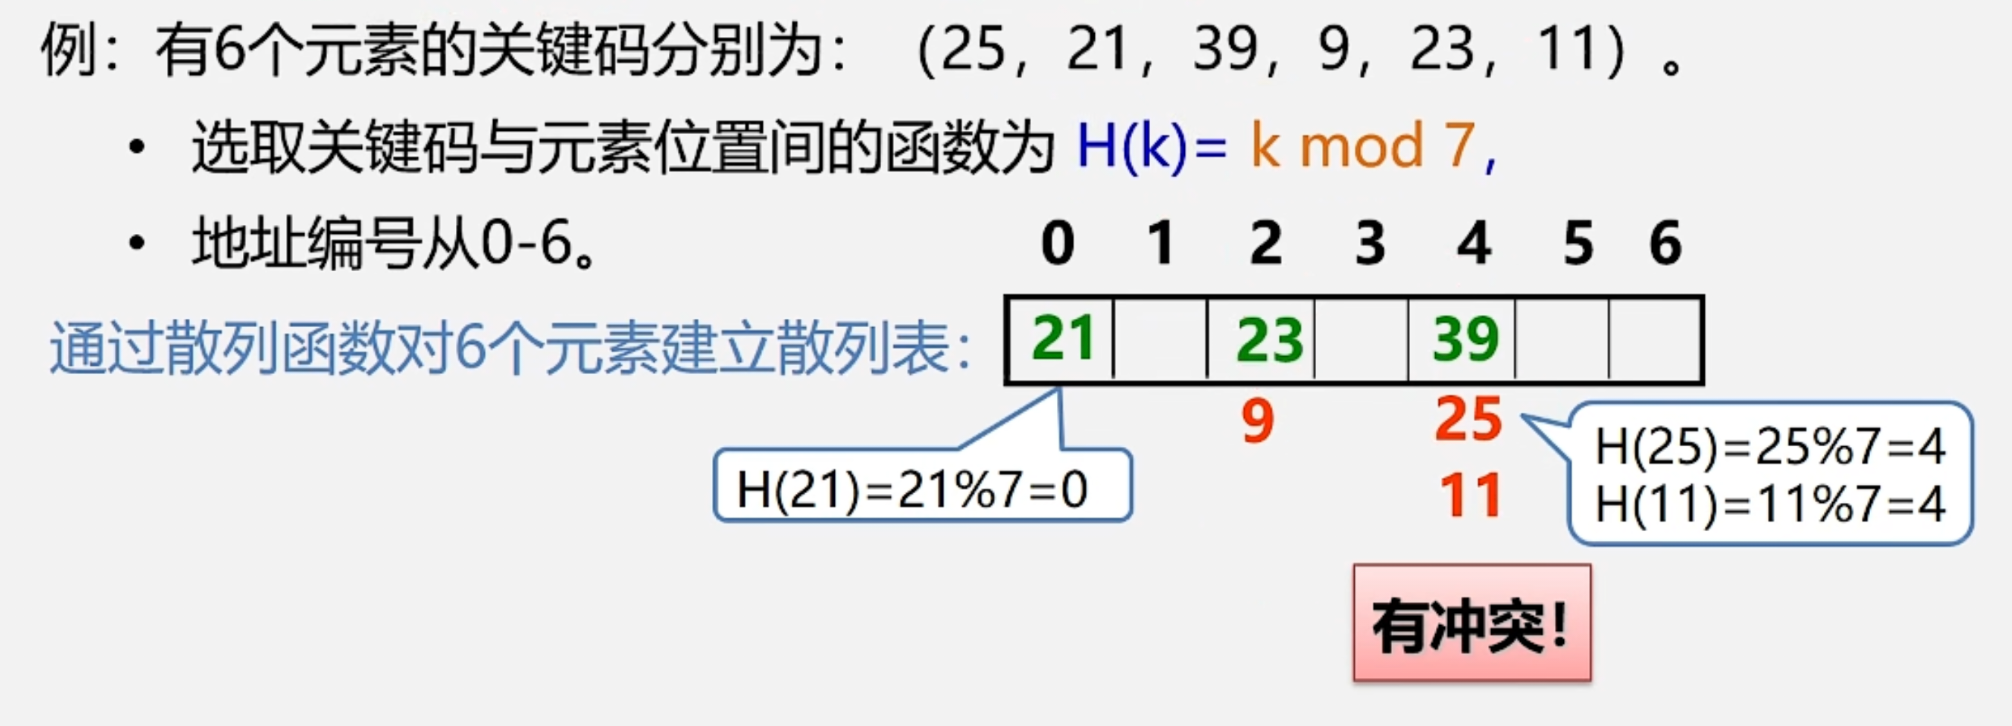 例：有6个元素的关键码分别为：（25，21，39，9，23，11）。
• 选取关键码与元素位置间的函数为 H(k)= k mod 7，
• 地址编号从0-6。
0 1 2 3 4 5 6
通过散列函数对6个元素建立散列表：
21 23 39
9 25
11
H(21)=21%7=0
H(25)=25%7=4
H(11)=11%7=4
有冲突！